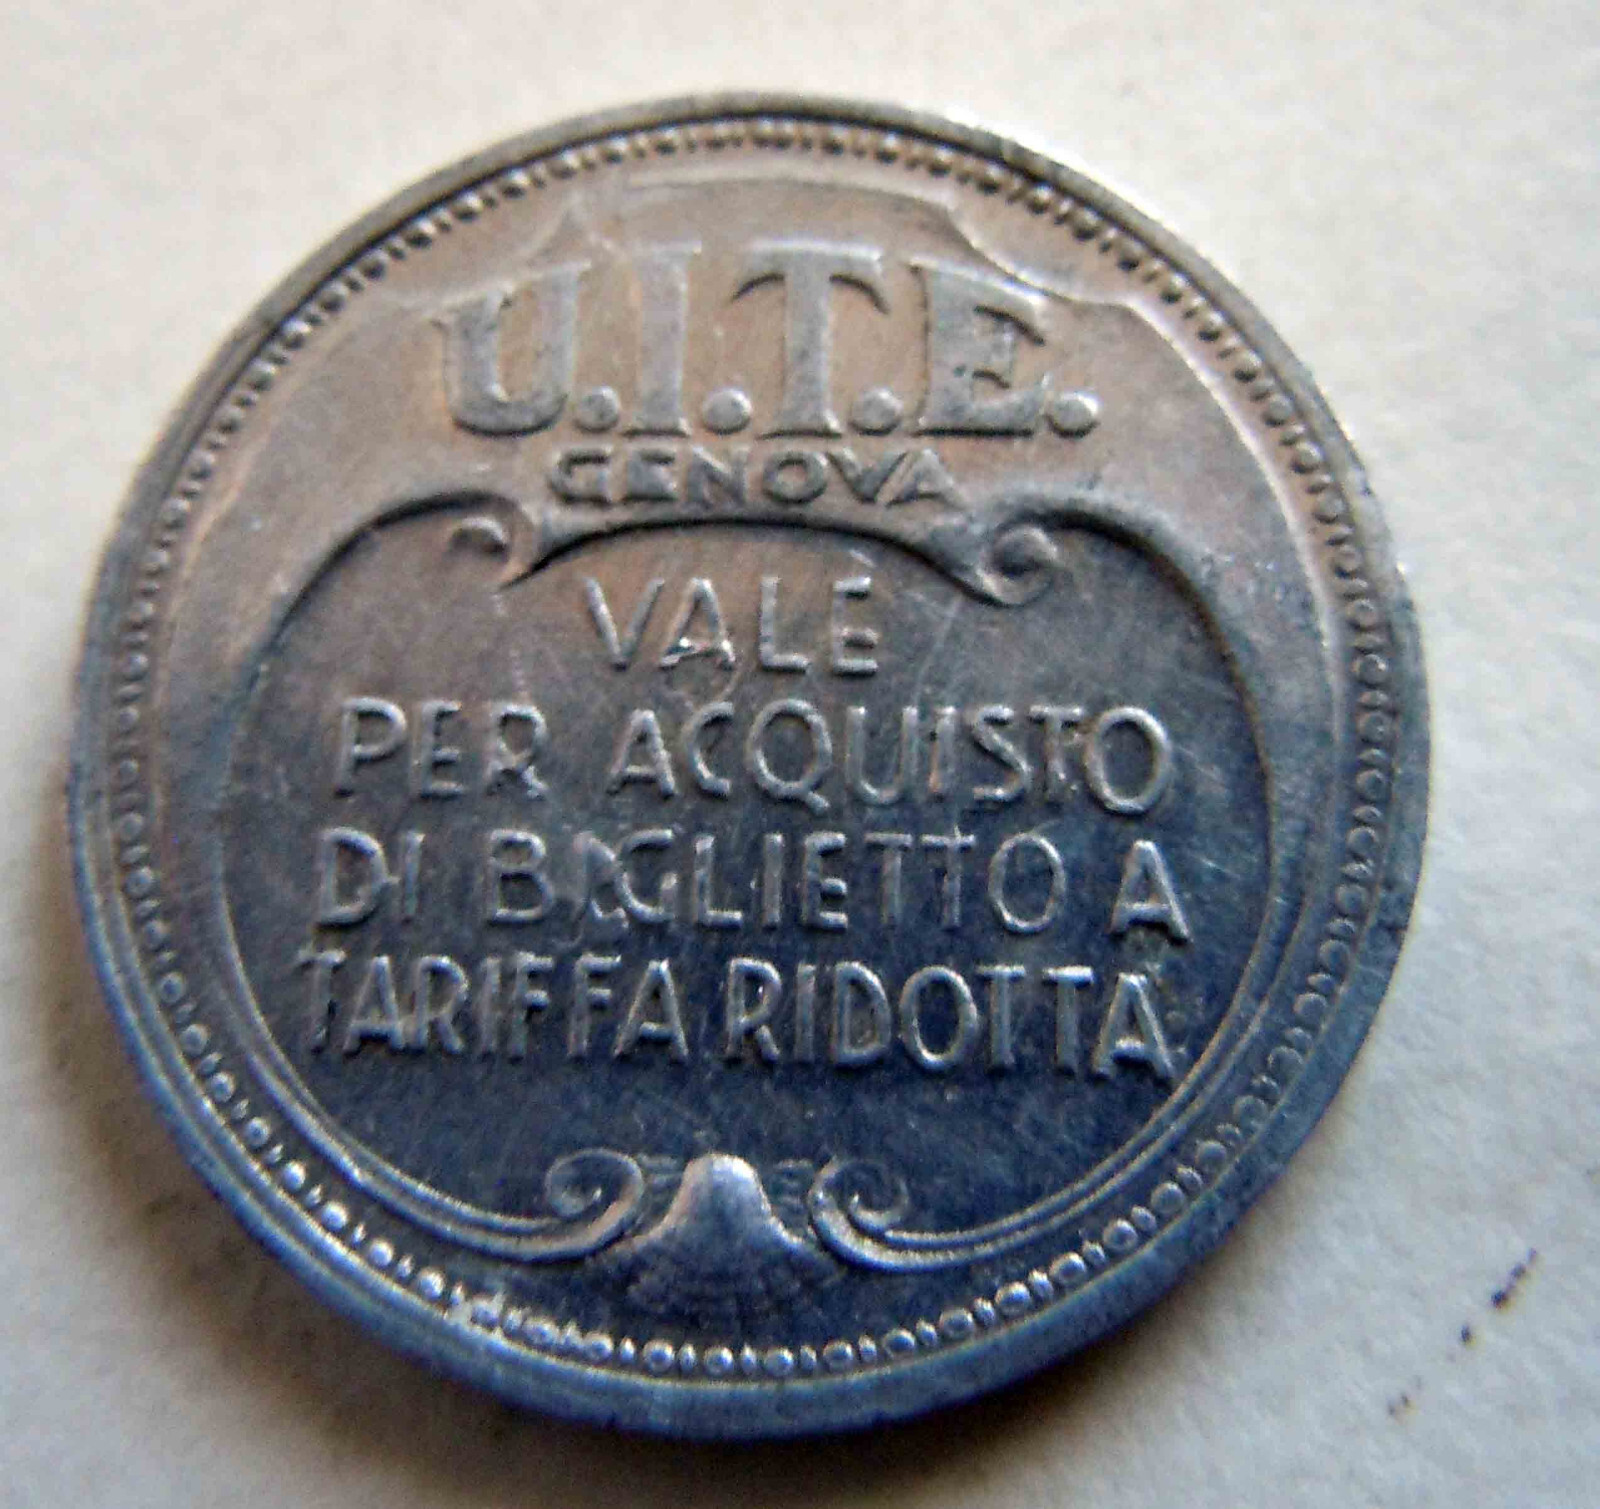 U.I.T.E.
GENOVA
VALE
PER ACQUISTO
DI BIGLIETTO A
TARIFFA RIDOTTA